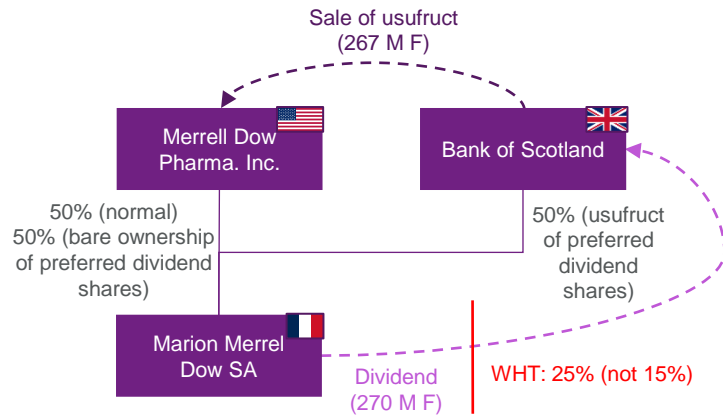 Sale of usufruct
(267 M F)
Merrell Dow
Pharma. Inc.
Bank of Scotland
50% (normal)
50% (bare ownership
of preferred dividend
shares)
50% (usufruct
of preferred
dividend
shares)
Marion Merrel
Dow SA
Dividend
(270 M F)
WHT: 25% (not 15%)